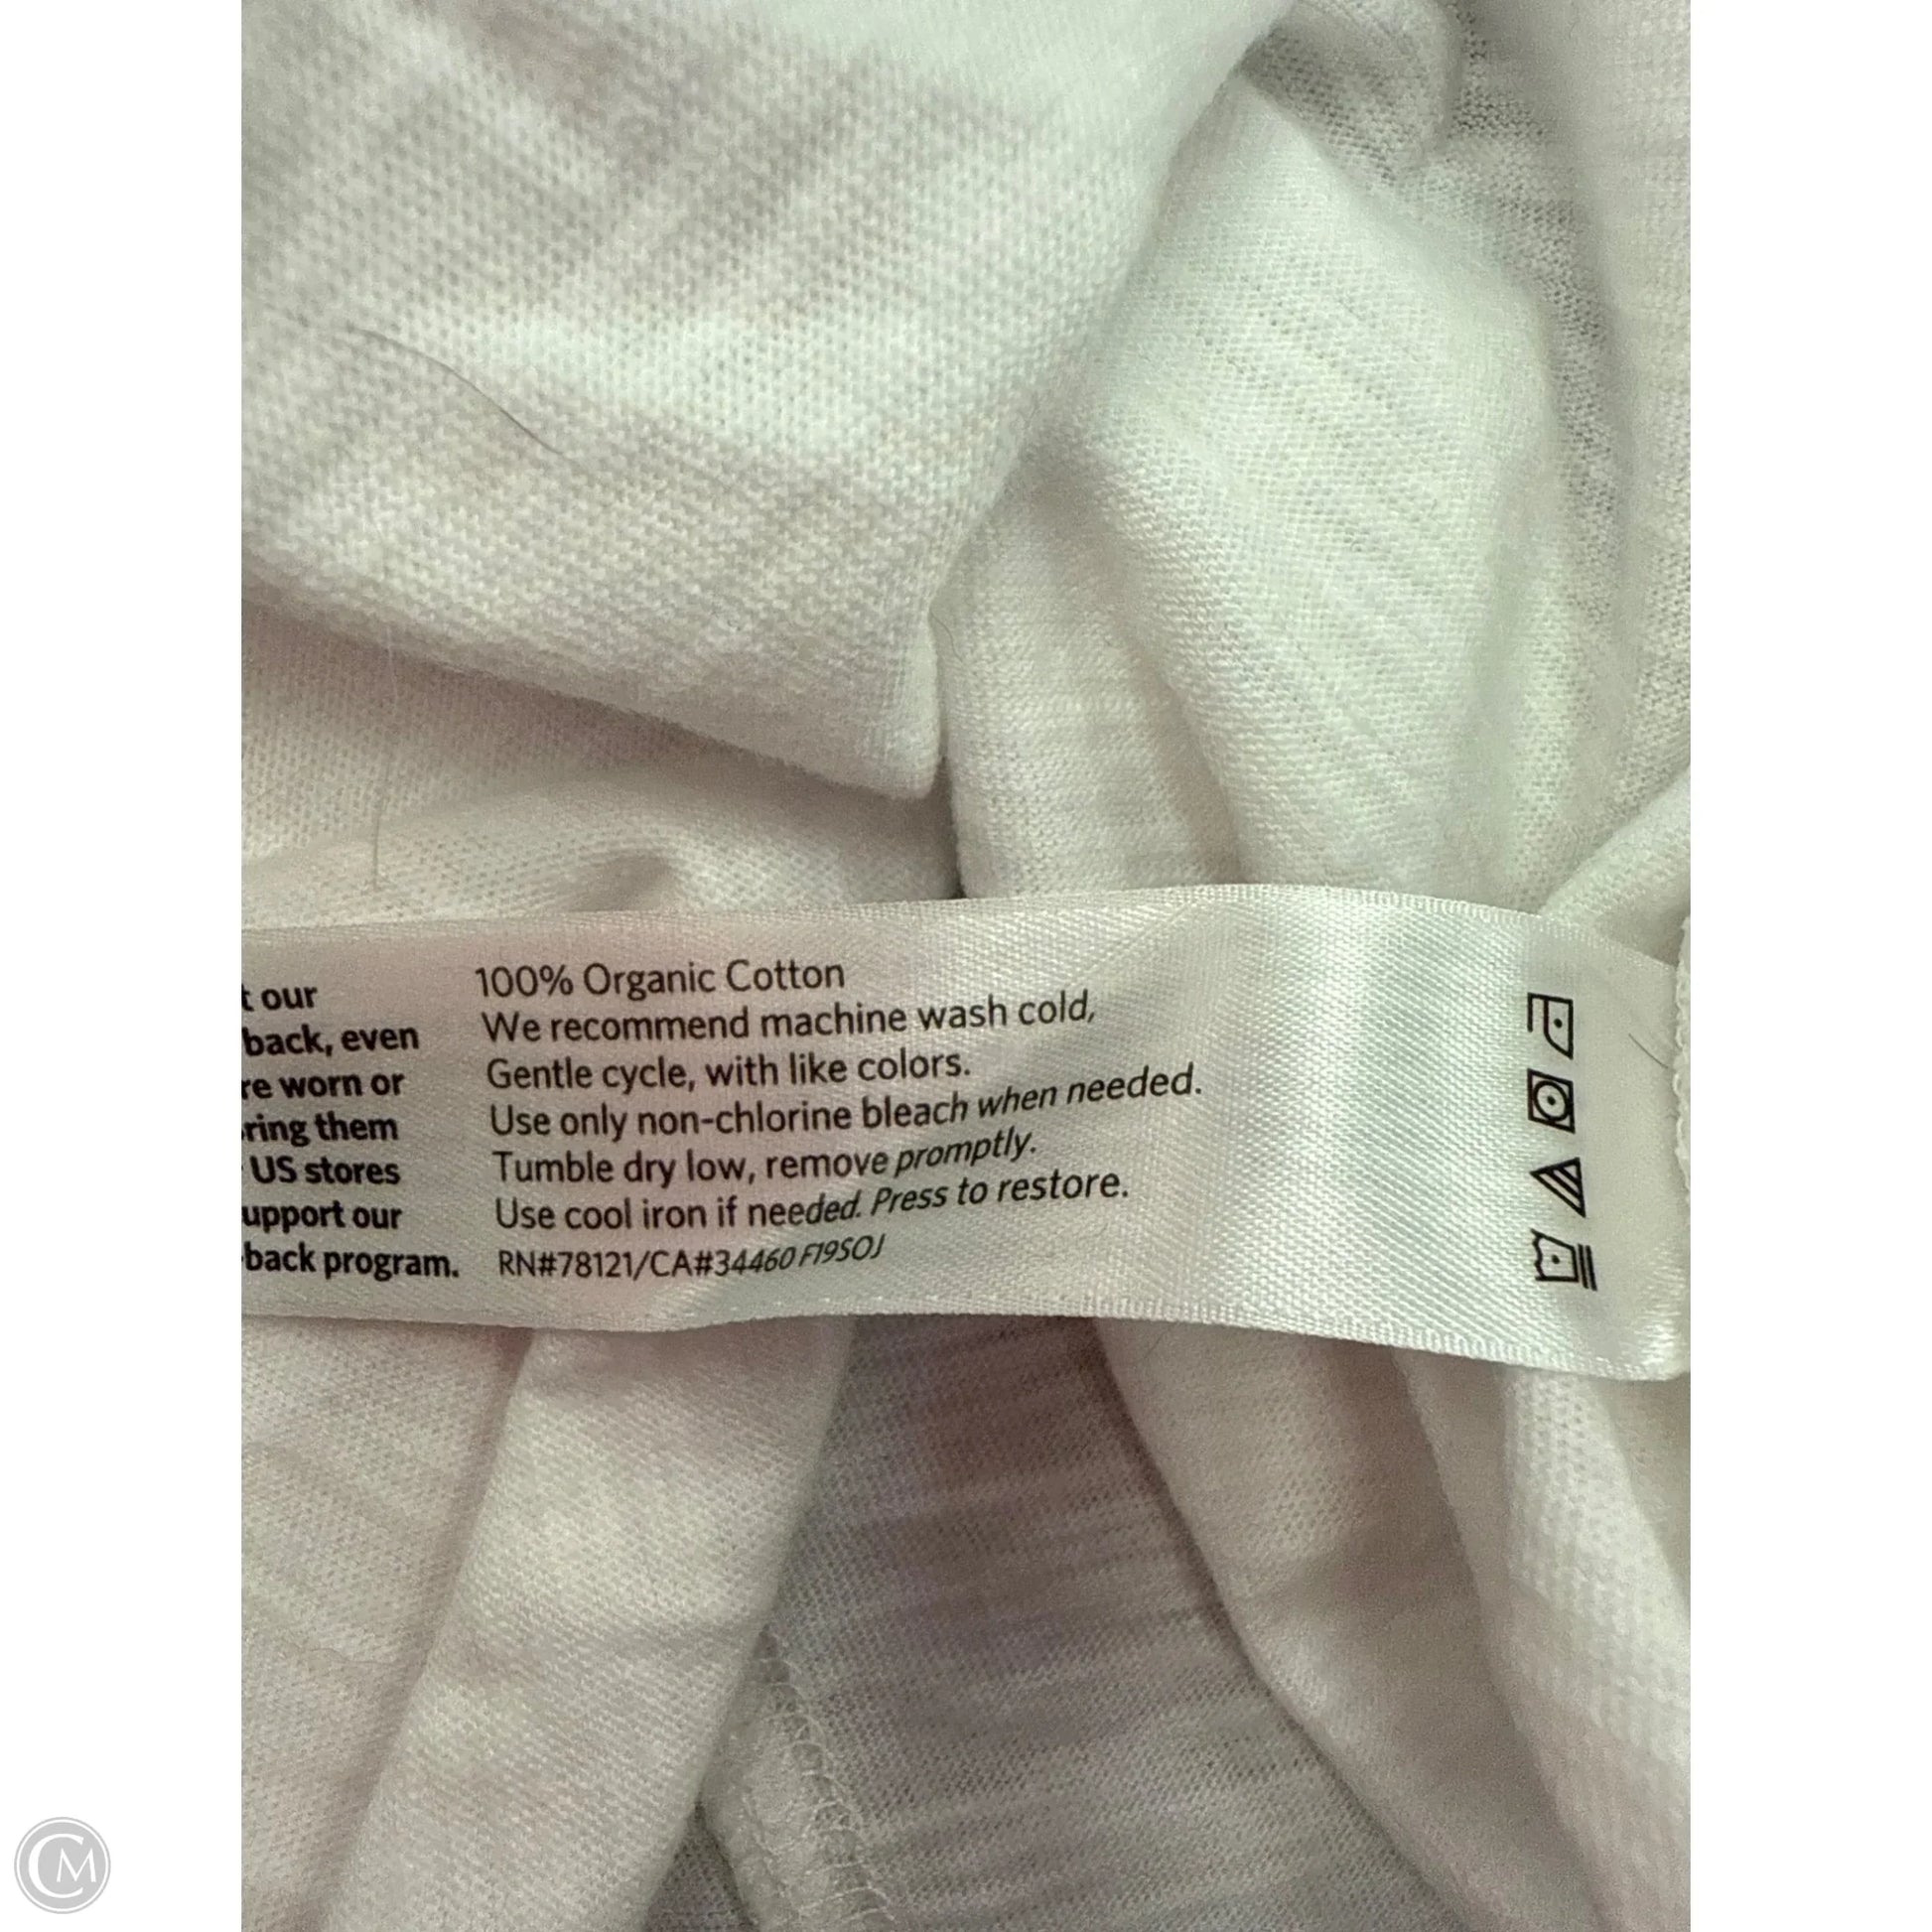 t our
back, even
re worn or
ring them
US stores
upport our
-back program.
100% Organic Cotton
We recommend machine wash cold,
Gentle cycle, with like colors.
Use only non-chlorine bleach when needed.
Tumble dry low, remove promptly.
Use cool iron if needed. Press to restore.
RN#78121/CA#34460 F19SOJ
CM